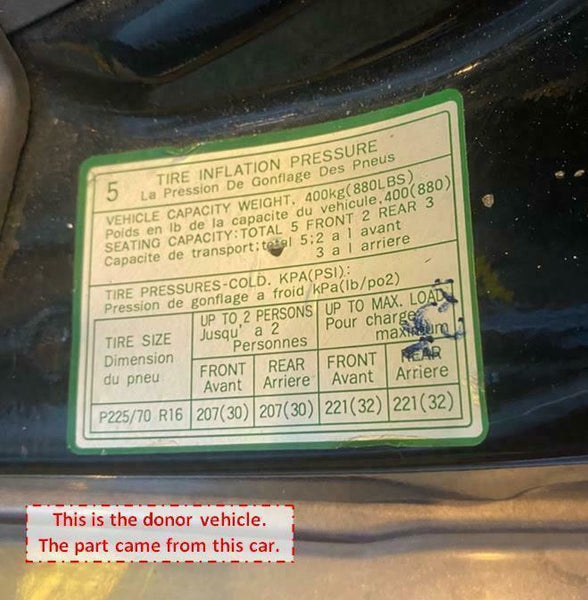 5
TIRE INFLATION PRESSURE
La Pression De Gonflage Des Pneus
VEHICLE CAPACITY WEIGHT, 400kg(880LBS)
Poids en lb de la capacite du vehicule,400(880)
SEATING CAPACITY:TOTAL 5 FRONT 2 REAR 3
Capacite de transport;total 5:2 a l avant
3 a l arriere
TIRE PRESSURES-COLD. KPA(PSI):
Pression de gonflage a froid kPa(lb/po2)
TIRE SIZE
Dimension
du pneu
UP TO 2 PERSONS
Jusqu' a 2
Personnes
UP TO MAX. LOAD
Pour charge
maximum
FRONT
Avant
REAR
Arriere
FRONT
Avant
REAR
Arriere
P225/70 R16 207(30) 207(30) 221(32) 221(32)
This is the donor vehicle.
The part came from this car.